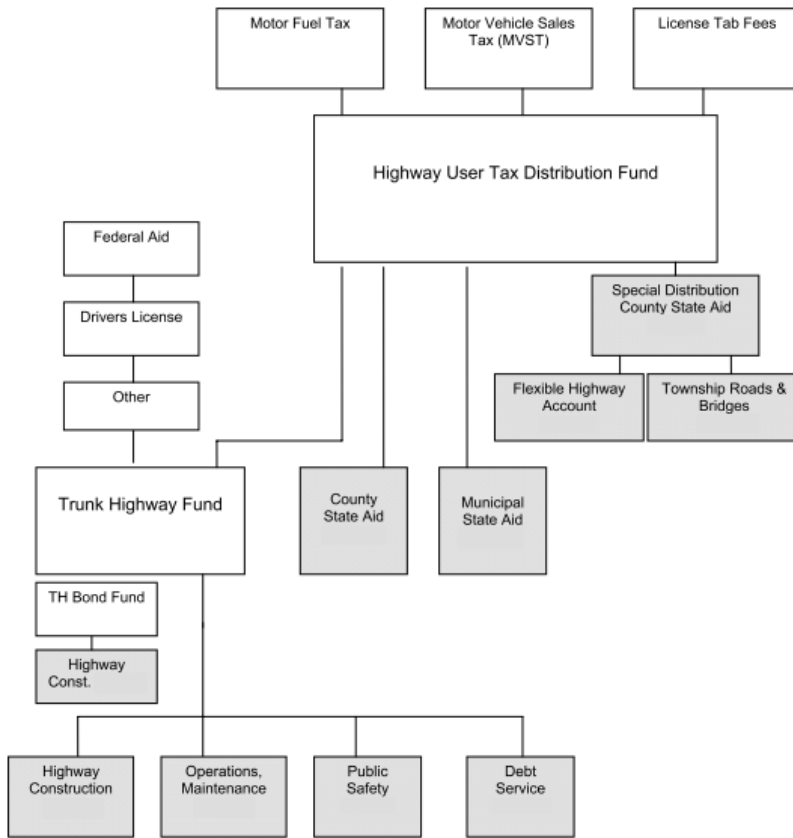 Motor Fuel Tax
Motor Vehicle Sales
Tax (MVST)
License Tab Fees
Highway User Tax Distribution Fund
Federal Aid
Special Distribution
County State Aid
Drivers License
Flexible Highway
Account
Township Roads &
Bridges
Other
Trunk Highway Fund
County
State Aid
Municipal
State Aid
TH Bond Fund
Highway
Const.
Highway
Construction
Operations,
Maintenance
Public
Safety
Debt
Service